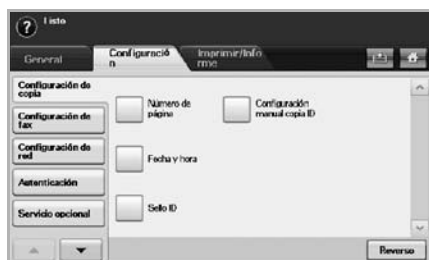 Listo
General
Configuració
n
Imprimir/Info
rme
Configuración de
copia
Configuración de
fax
Configuración de
red
Autenticación
Servicio opcional
Número de
página
Configuración
manual copia ID
Fecha y hora
Sello ID
Reverso